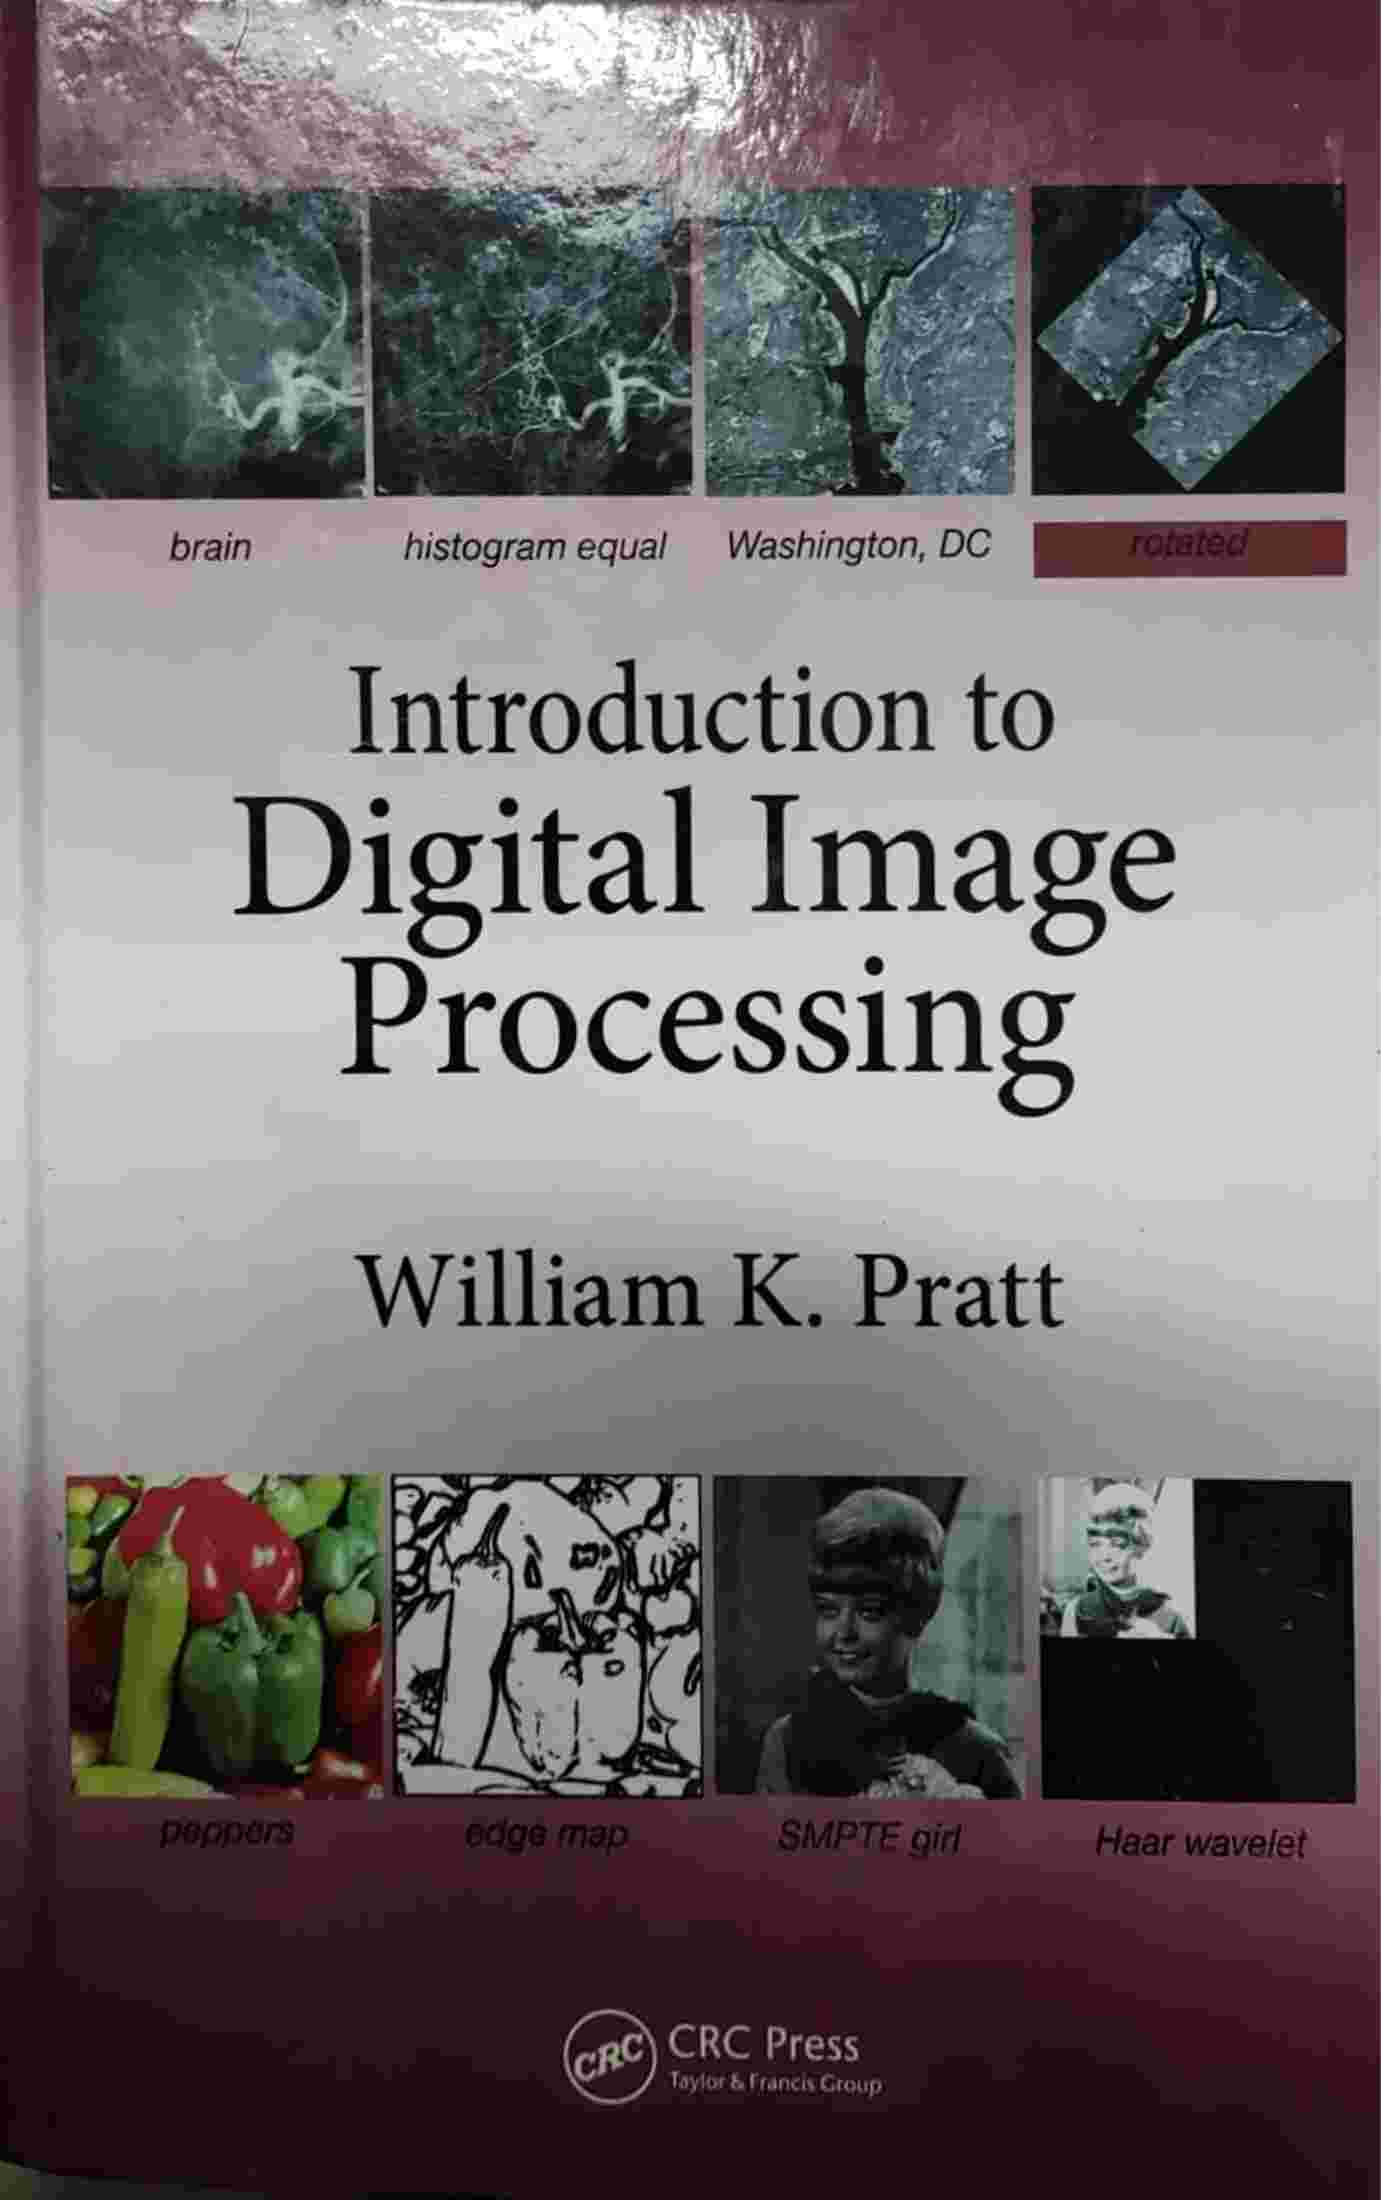 brain histogram equal Washington, DC rotated
Introduction to
Digital Image
Processing
William K. Pratt
peppers edge map SMPTE girl Haar wavelet
CRC CRC Press
Taylor & Francis Group